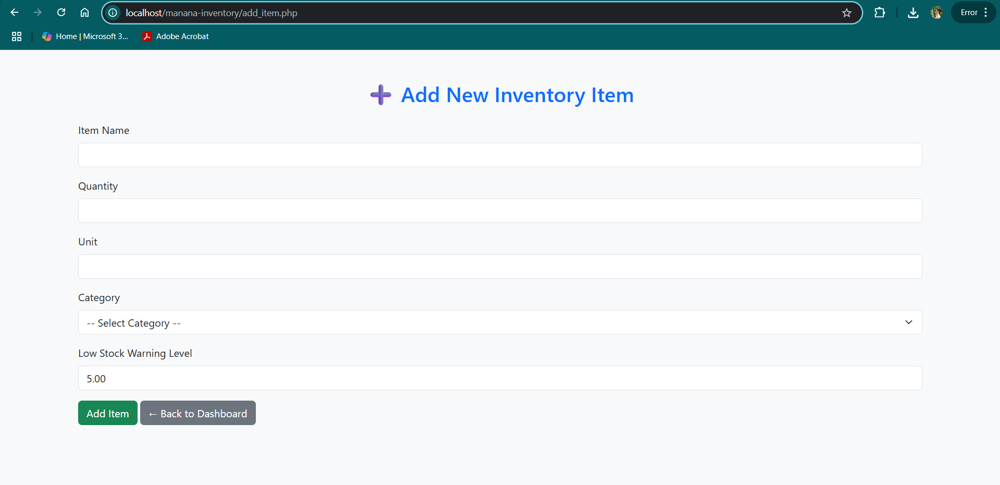 localhost/manana-inventory/add_item.php
Error
Home | Microsoft 3...
Adobe Acrobat
Add New Inventory Item
Item Name
Quantity
Unit
Category
-- Select Category --
Low Stock Warning Level
5.00
Add Item
← Back to Dashboard